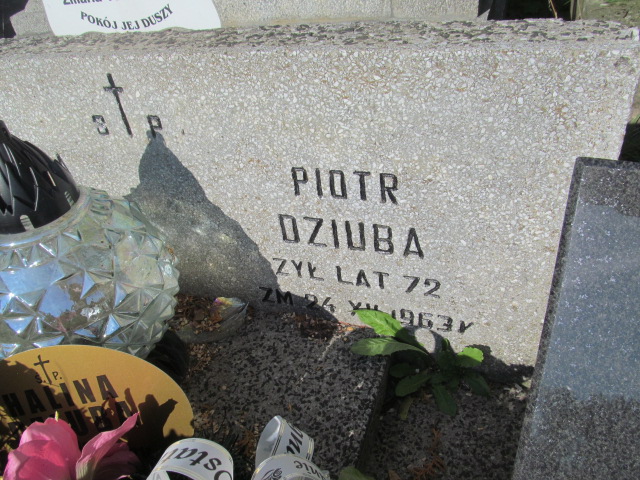 POKÓJ JEJ DUSZY
Ś P.
PIOTR
DZIUBA
ŻYŁ LAT 72
ZM 24 XII 1963 r
Ś.P.
HALINA